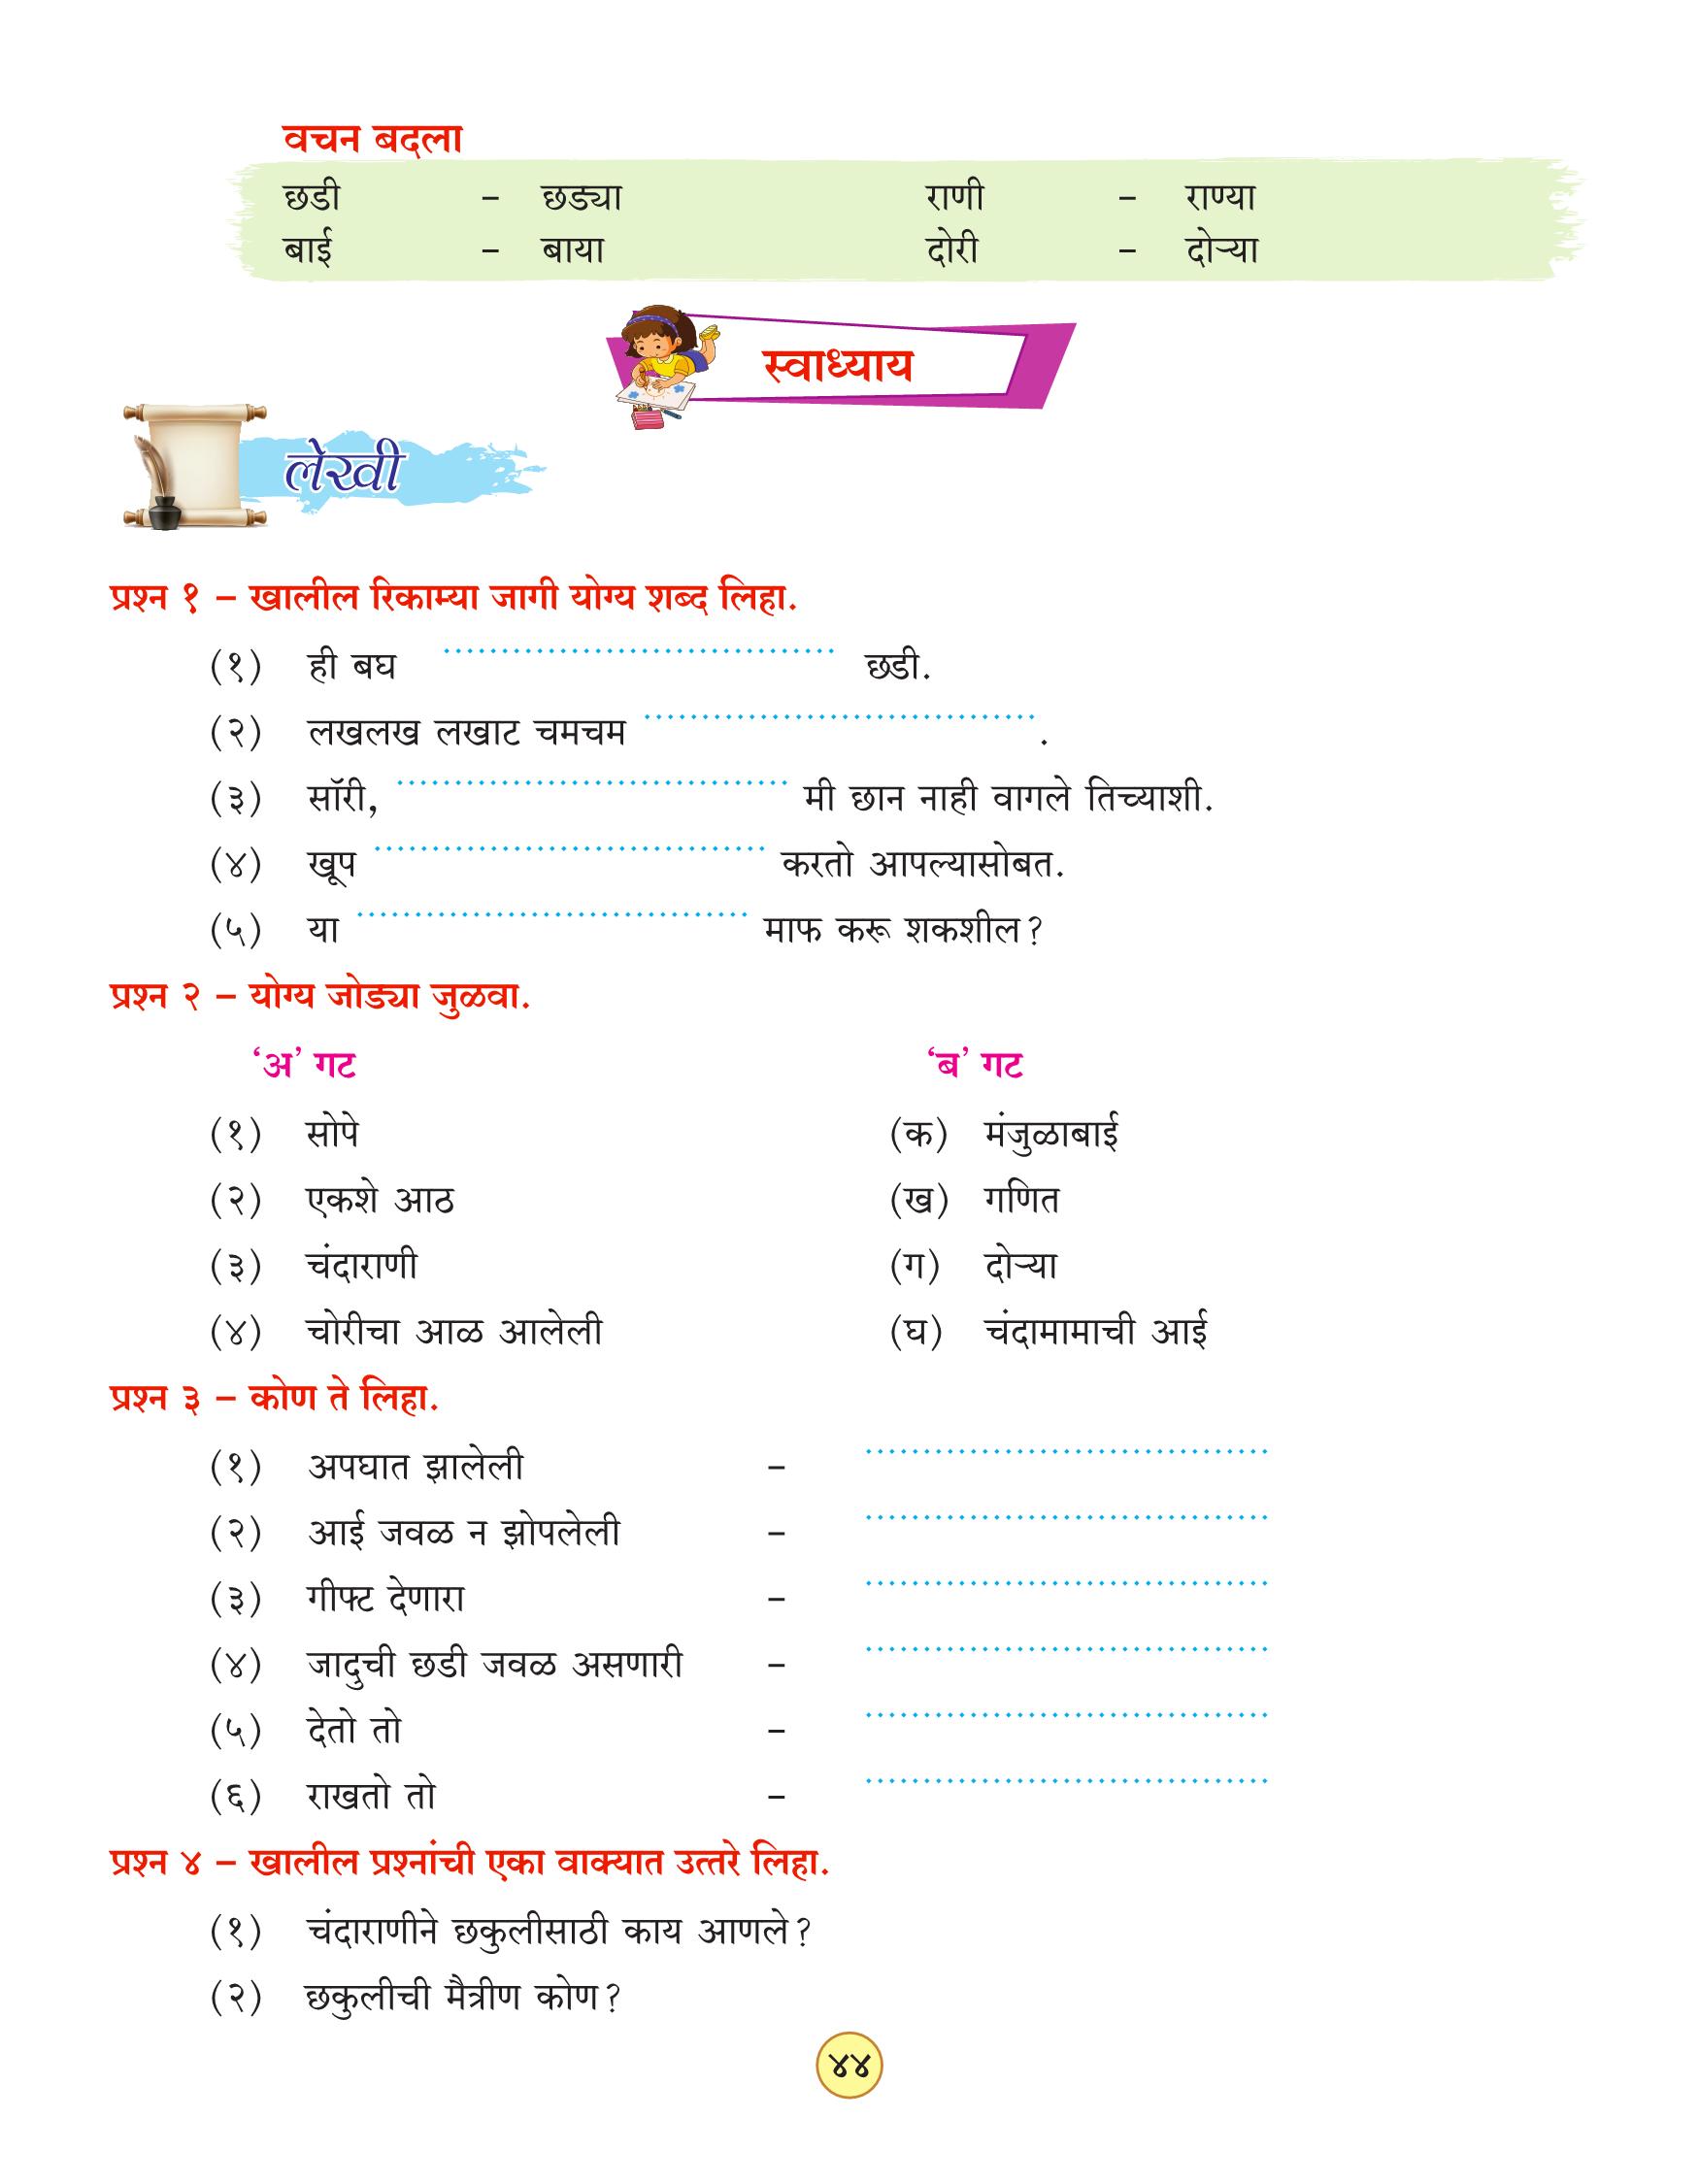 वचन बदला
छडी – छड्या राणी – राण्या
बाई – बाया दोरी – दोऱ्या
स्वाध्याय
लेखी
प्रश्न १ – खालील रिकाम्या जागी योग्य शब्द लिहा.
(१) ही बघ .................................. छडी.
(२) लखलख लखाट चमचम .................................. .
(३) सॉरी, .................................. मी छान नाही वागले तिच्याशी.
(४) खूप .................................. करतो आपल्यासोबत.
(५) या .................................. माफ करू शकशील?
प्रश्न २ – योग्य जोड्या जुळवा.
‘अ’ गट ‘ब’ गट
(१) सोपे (क) मंजुळाबाई
(२) एकशे आठ (ख) गणित
(३) चंदाराणी (ग) दोऱ्या
(४) चोरीचा आळ आलेली (घ) चंदामामाची आई
प्रश्न ३ – कोण ते लिहा.
(१) अपघात झालेली – ...................................
(२) आई जवळ न झोपलेली – ...................................
(३) गीफ्ट देणारा – ...................................
(४) जादुची छडी जवळ असणारी – ...................................
(५) देतो तो – ...................................
(६) राखतो तो – ...................................
प्रश्न ४ – खालील प्रश्नांची एका वाक्यात उत्तरे लिहा.
(१) चंदाराणीने छकुलीसाठी काय आणले?
(२) छकुलीची मैत्रीण कोण?
४४